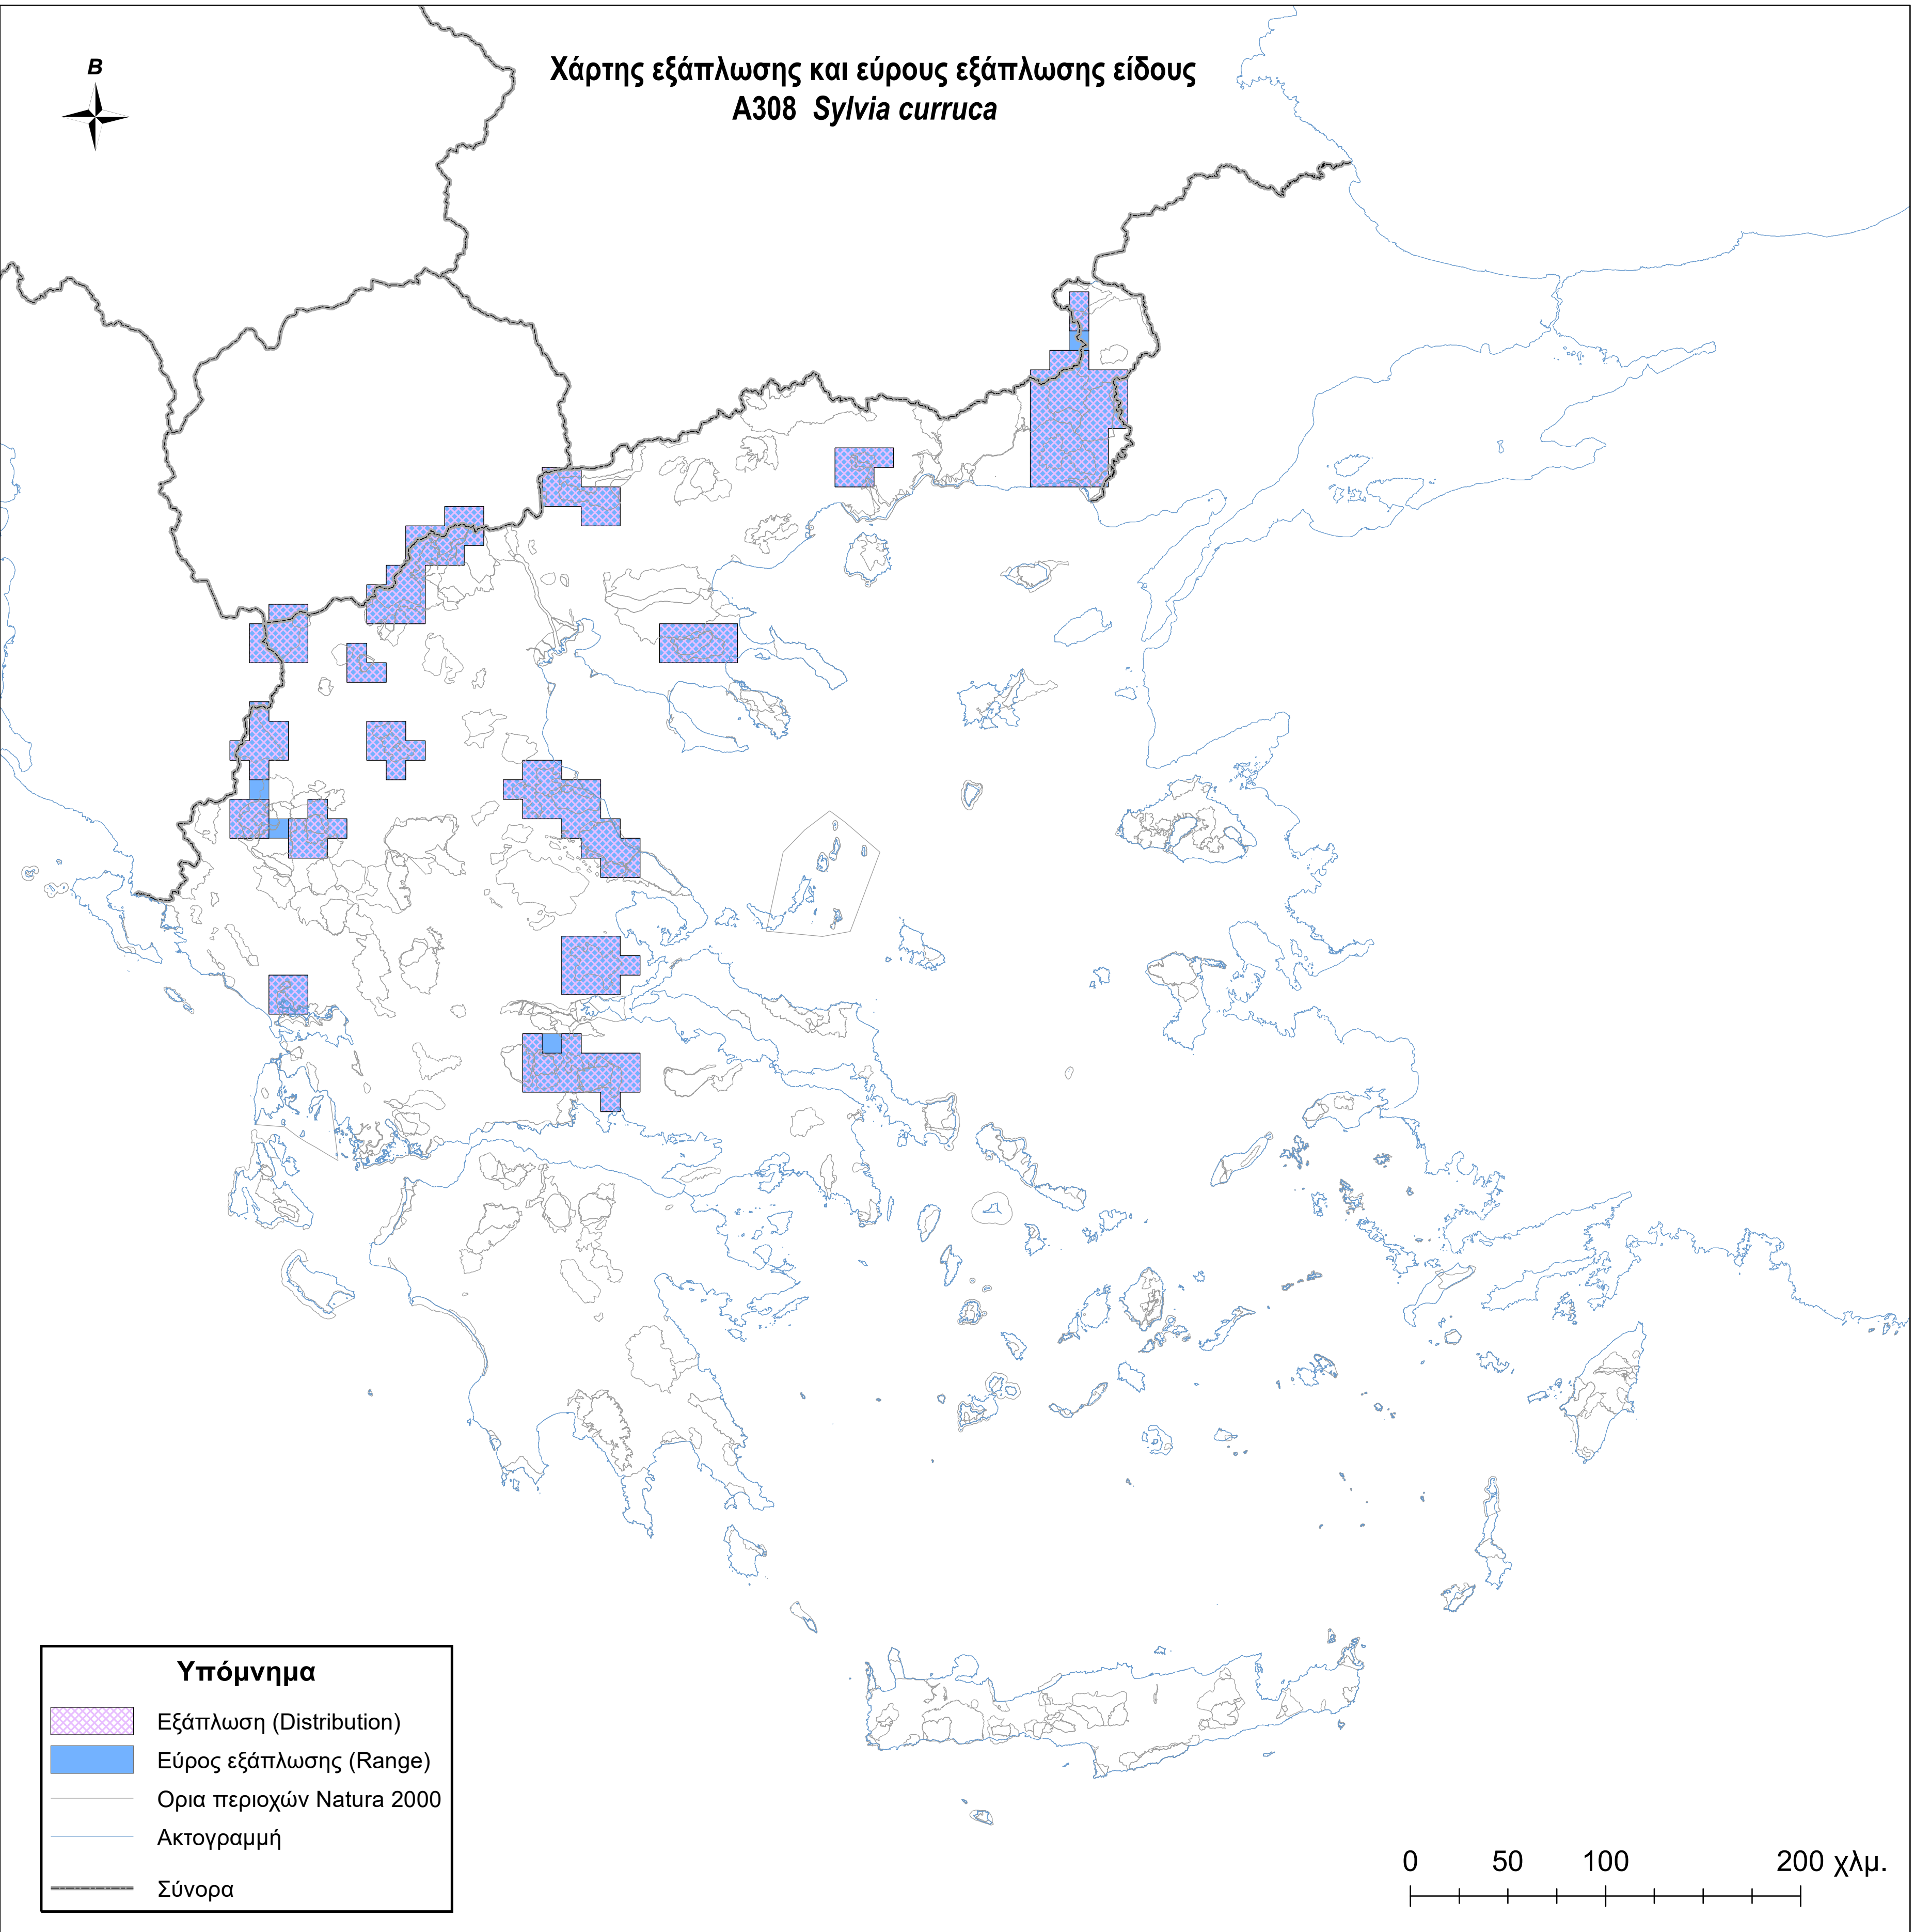 Χάρτης εξάπλωσης και εύρους εξάπλωσης είδους
A308 Sylvia curruca
B
Υπόμνημα
Εξάπλωση (Distribution)
Εύρος εξάπλωσης (Range)
Ορια περιοχών Natura 2000
Ακτογραμμή
Σύνορα
0 50 100 200 χλμ.